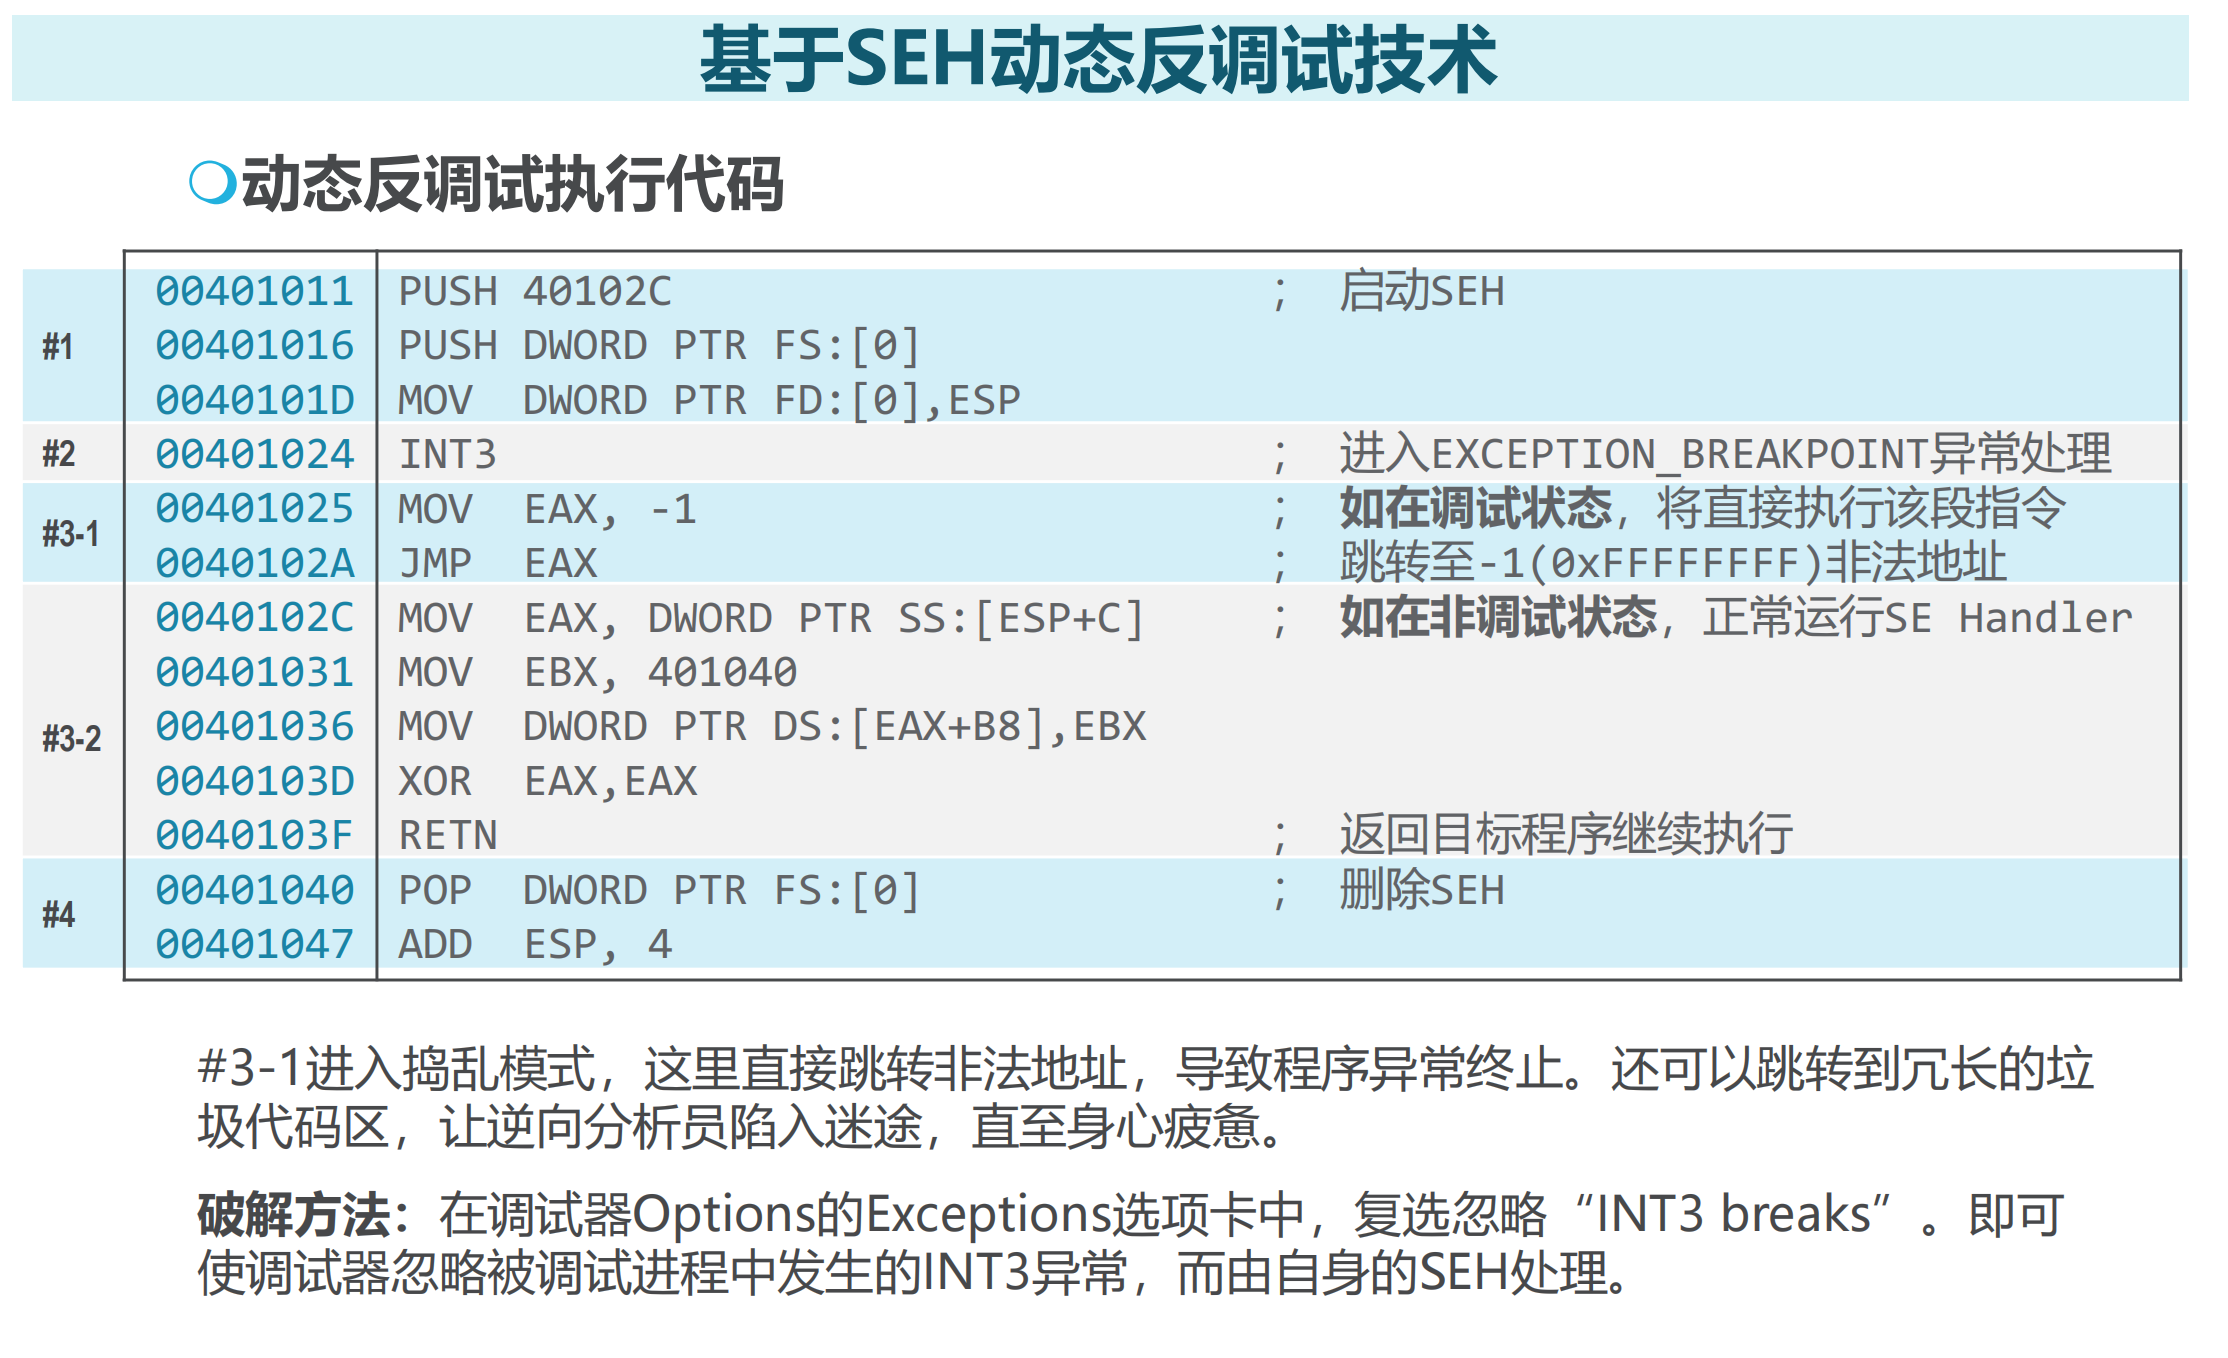 基于SEH动态反调试技术
动态反调试执行代码
#1
00401011 PUSH 40102C ; 启动SEH
00401016 PUSH DWORD PTR FS:[0]
0040101D MOV DWORD PTR FD:[0],ESP
#2 00401024 INT3 ; 进入EXCEPTION_BREAKPOINT异常处理
#3-1
00401025 MOV EAX, -1 ; 如在调试状态，将直接执行该段指令
0040102A JMP EAX ; 跳转至-1(0xFFFFFFFF)非法地址
#3-2
0040102C MOV EAX, DWORD PTR SS:[ESP+C] ; 如在非调试状态，正常运行SE Handler
00401031 MOV EBX, 401040
00401036 MOV DWORD PTR DS:[EAX+B8],EBX
0040103D XOR EAX,EAX
0040103F RETN ; 返回目标程序继续执行
#4
00401040 POP DWORD PTR FS:[0] ; 删除SEH
00401047 ADD ESP, 4
#3-1进入捣乱模式，这里直接跳转非法地址，导致程序异常终止。还可以跳转到冗长的垃
圾代码区，让逆向分析员陷入迷途，直至身心疲惫。
破解方法：在调试器Options的Exceptions选项卡中，复选忽略“INT3 breaks”。即可
使调试器忽略被调试进程中发生的INT3异常，而由自身的SEH处理。